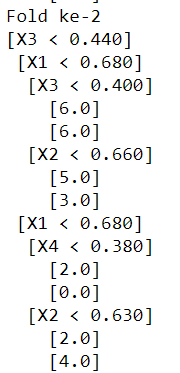 Fold ke-2
[X3 < 0.440]
 [X1 < 0.680]
  [X3 < 0.400]
    [6.0]
    [6.0]
  [X2 < 0.660]
    [5.0]
    [3.0]
 [X1 < 0.680]
  [X4 < 0.380]
    [2.0]
    [0.0]
  [X2 < 0.630]
    [2.0]
    [4.0]